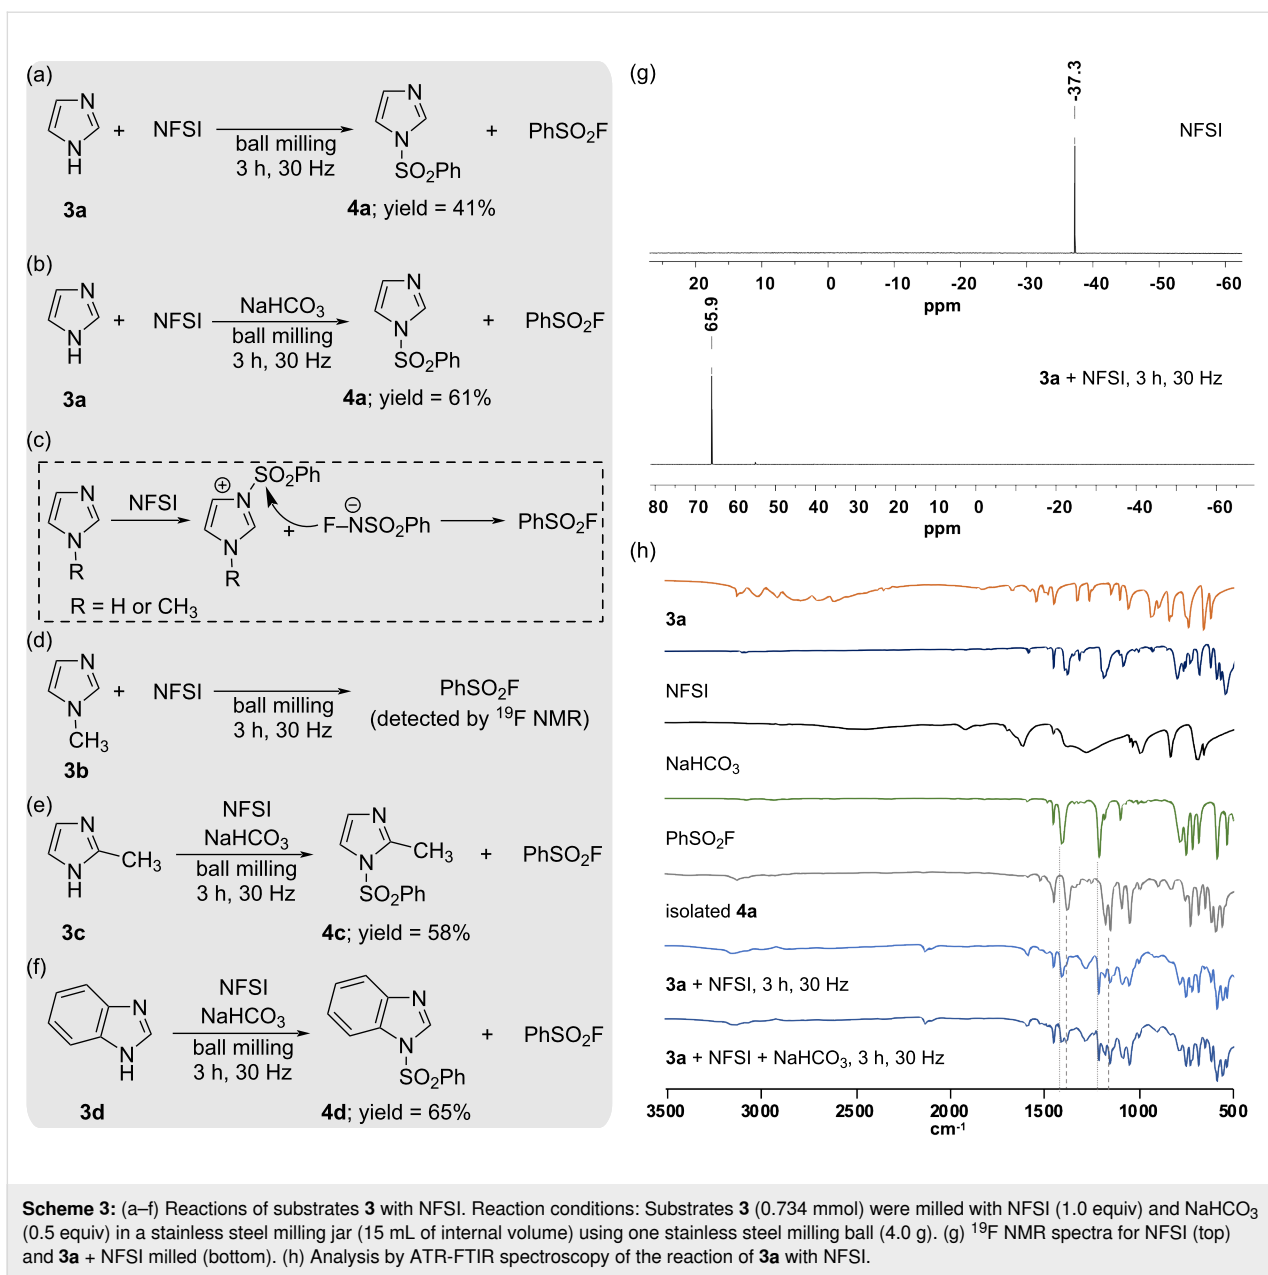 (a)
N
N
H
+
NFSI
ball milling
3 h, 30 Hz
N
N
SO2Ph
+
PhSO2F
3a
4a; yield = 41%
(b)
N
N
H
+
NFSI
NaHCO3
ball milling
3 h, 30 Hz
N
N
SO2Ph
+
PhSO2F
3a
4a; yield = 61%
(c)
N
N
R
NFSI
⊕
SO2Ph
N
N
R
+
⊖
F–NSO2Ph
PhSO2F
R = H or CH3
(d)
N
N
CH3
+
NFSI
ball milling
3 h, 30 Hz
PhSO2F
(detected by 19F NMR)
3b
(e)
N
N
H
CH3
NFSI
NaHCO3
ball milling
3 h, 30 Hz
N
N
CH3
SO2Ph
+
PhSO2F
3c
4c; yield = 58%
(f)
N
N
H
NFSI
NaHCO3
ball milling
3 h, 30 Hz
N
N
SO2Ph
+
PhSO2F
3d
4d; yield = 65%
(g)
-37.3
NFSI
20 10 0 -10 -20 -30 -40 -50 -60
ppm
65.9
3a + NFSI, 3 h, 30 Hz
80 70 60 50 40 30 20 10 0 -20 -40 -60
ppm
(h)
3a
NFSI
NaHCO3
PhSO2F
isolated 4a
3a + NFSI, 3 h, 30 Hz
3a + NFSI + NaHCO3, 3 h, 30 Hz
3500 3000 2500 2000 1500 1000 500
cm-1
Scheme 3: (a–f) Reactions of substrates 3 with NFSI. Reaction conditions: Substrates 3 (0.734 mmol) were milled with NFSI (1.0 equiv) and NaHCO3
(0.5 equiv) in a stainless steel milling jar (15 mL of internal volume) using one stainless steel milling ball (4.0 g). (g) 19F NMR spectra for NFSI (top)
and 3a + NFSI milled (bottom). (h) Analysis by ATR-FTIR spectroscopy of the reaction of 3a with NFSI.